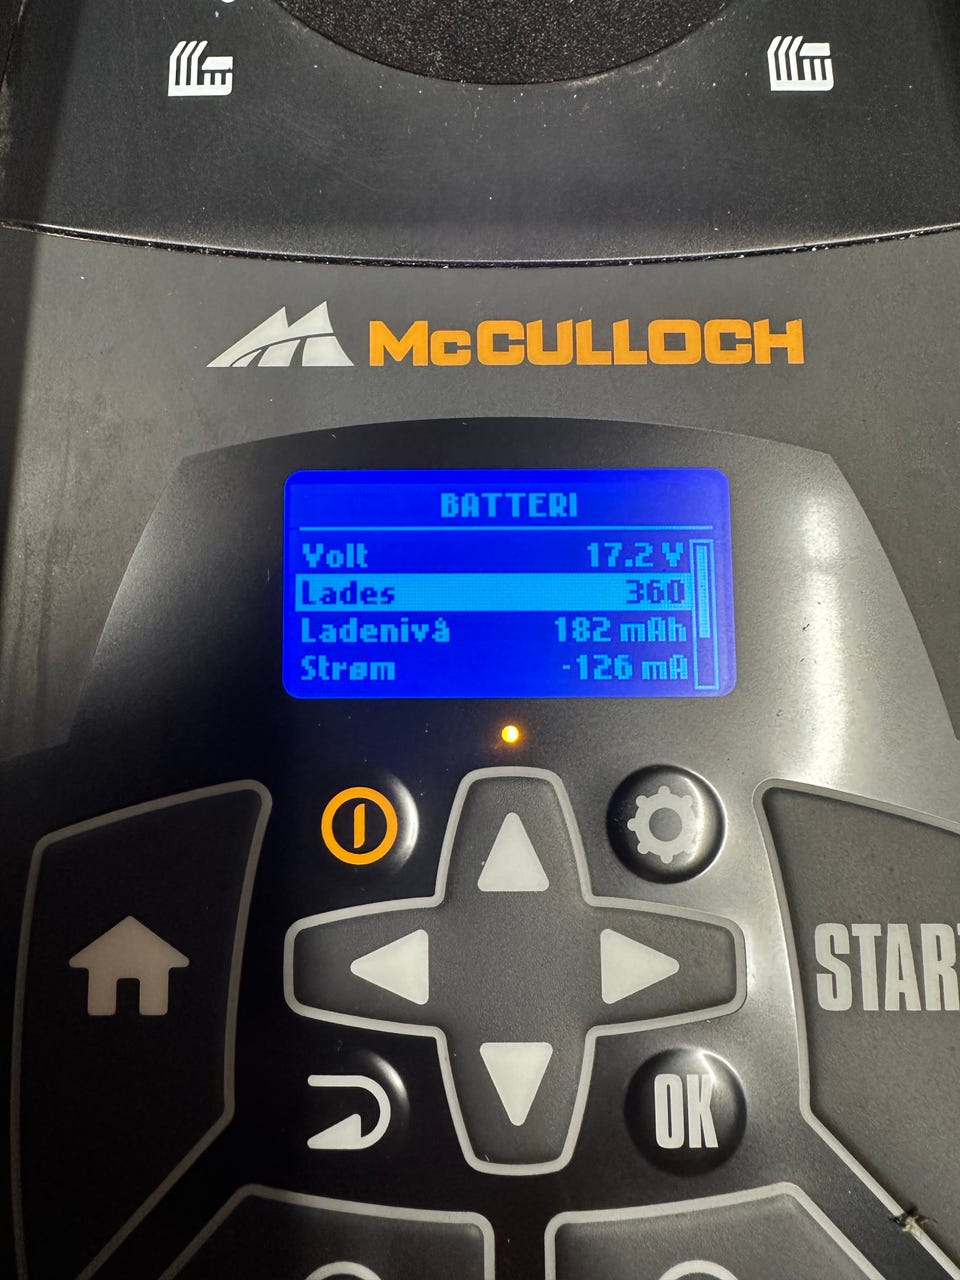 McCULLOCH
BATTERI
Volt 17.2 V
Lades 360
Ladenivå 182 mAh
Strøm -126 mA
START
OK